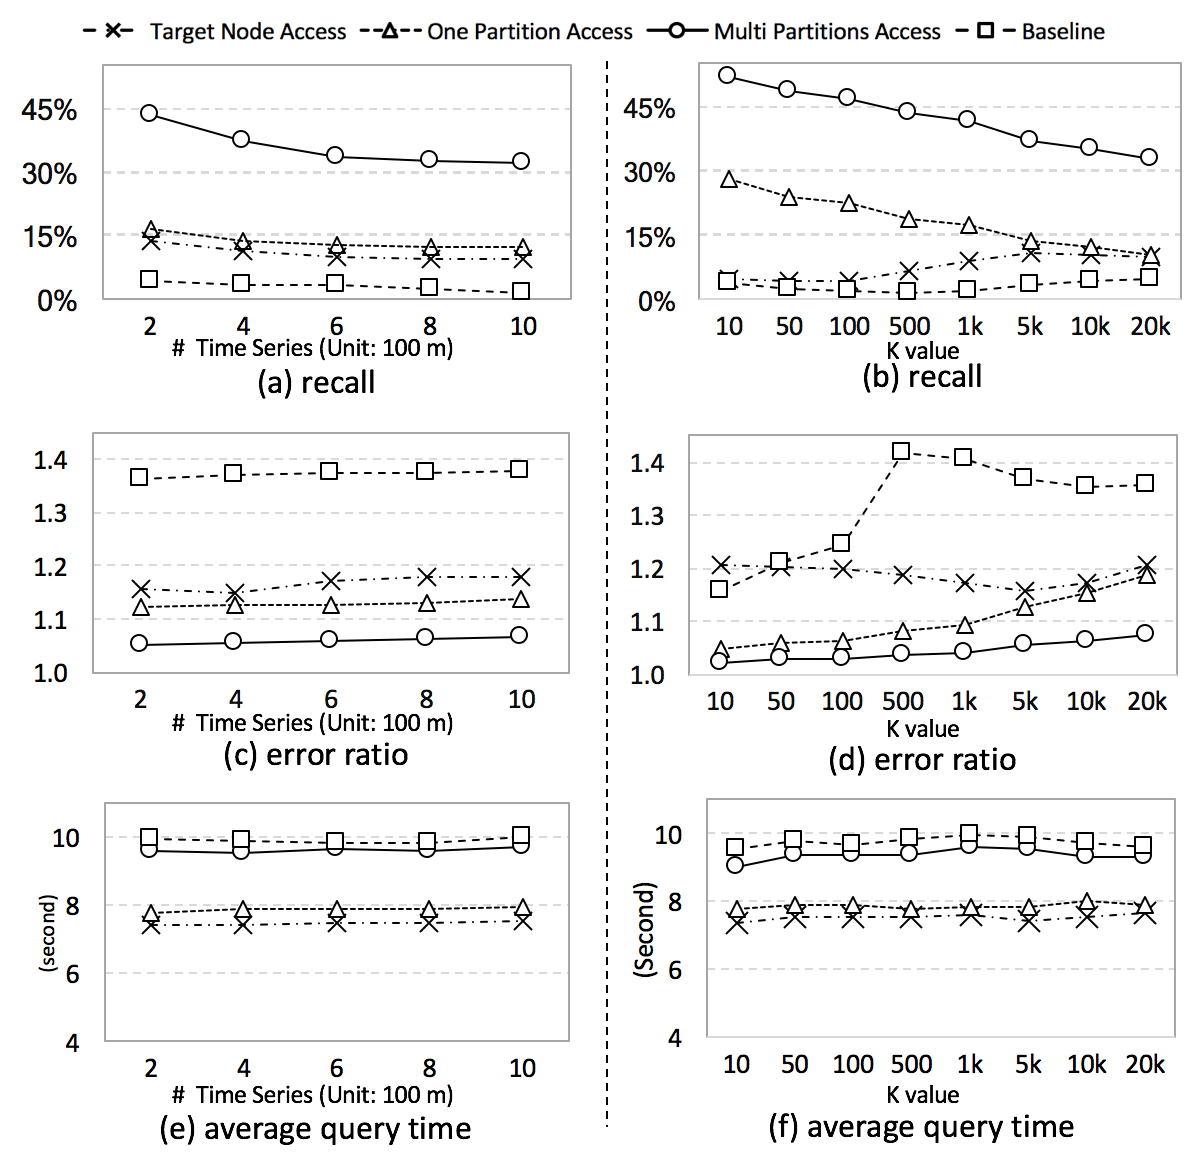 Target Node Access One Partition Access Multi Partitions Access Baseline
45%
30%
15%
0%
2 4 6 8 10
# Time Series (Unit: 100 m)
(a) recall
45%
30%
15%
0%
10 50 100 500 1k 5k 10k 20k
K value
(b) recall
1.4
1.3
1.2
1.1
1.0
2 4 6 8 10
# Time Series (Unit: 100 m)
(c) error ratio
1.4
1.3
1.2
1.1
1.0
10 50 100 500 1k 5k 10k 20k
K value
(d) error ratio
(second)
10
8
6
4
2 4 6 8 10
# Time Series (Unit: 100 m)
(e) average query time
(Second)
10
8
6
4
10 50 100 500 1k 5k 10k 20k
K value
(f) average query time